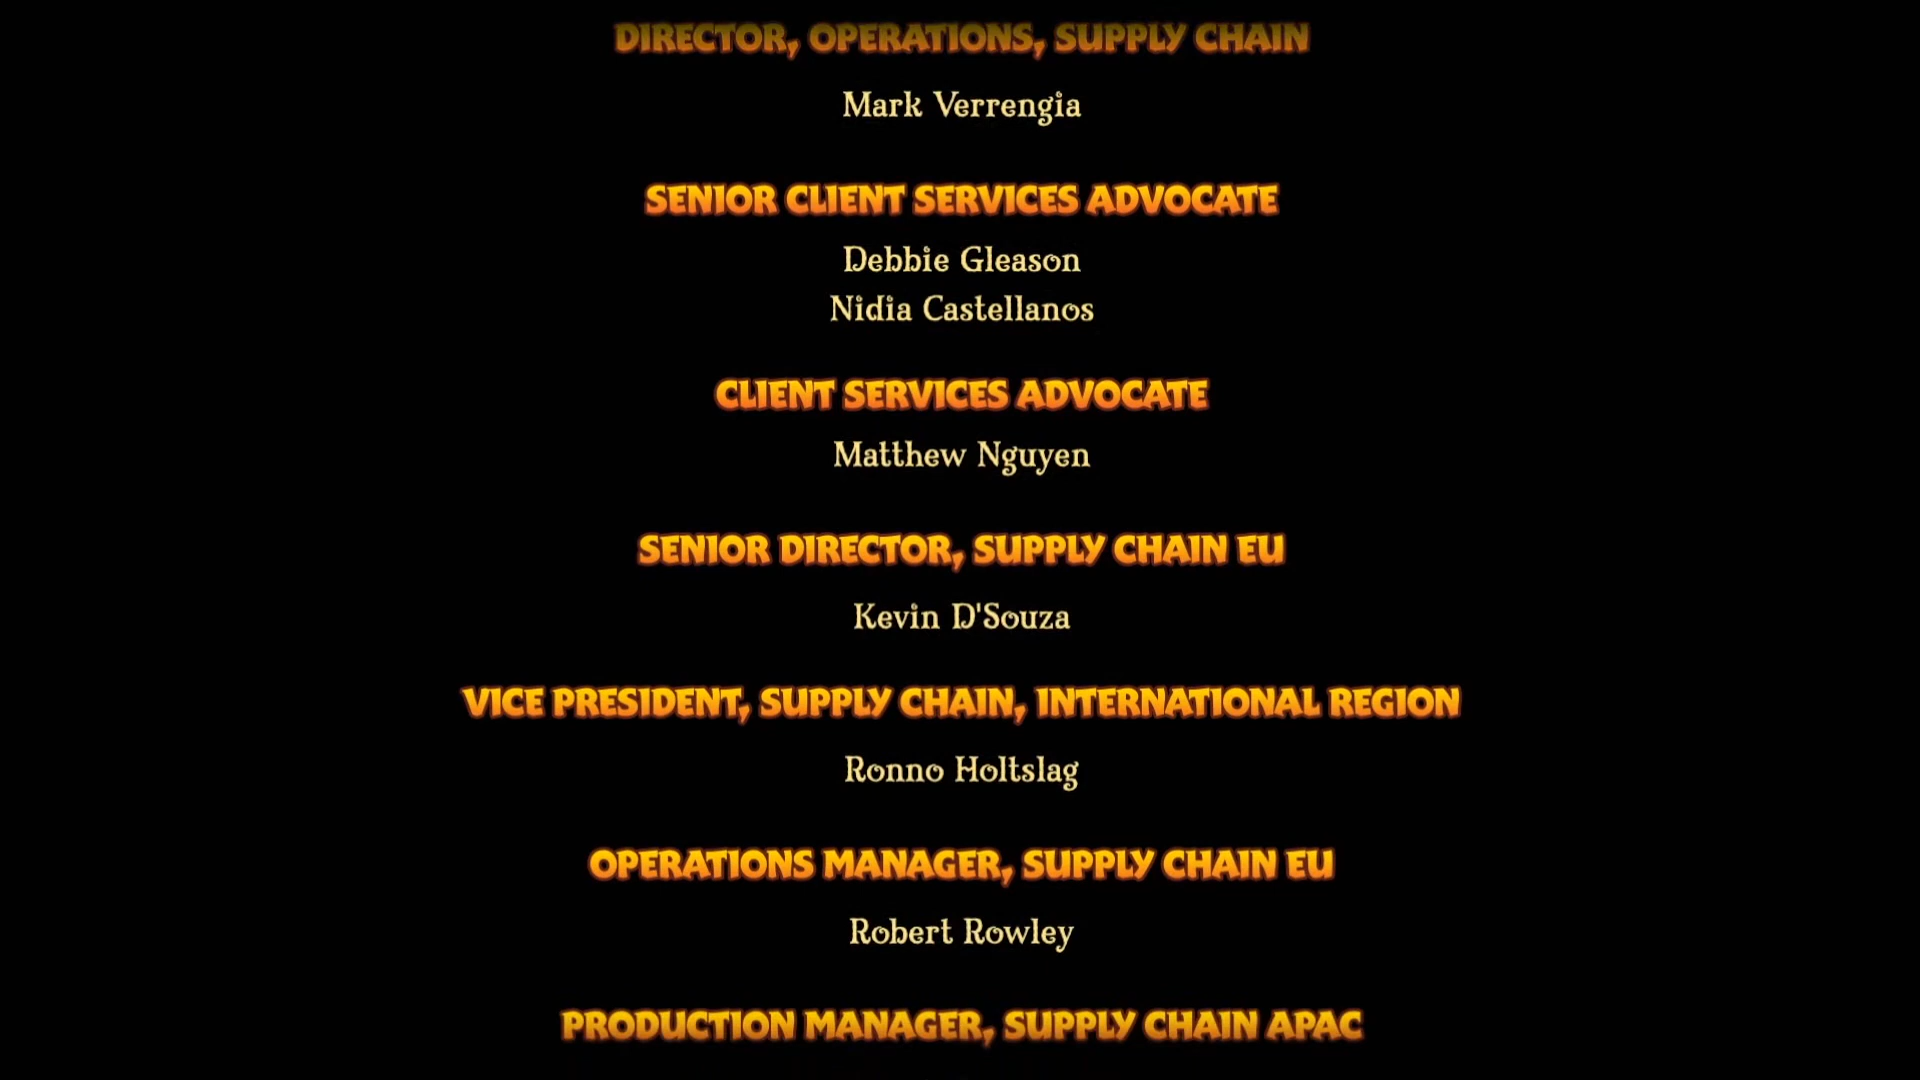 DIRECTOR, OPERATIONS, SUPPLY CHAIN
Mark Verrengia
SENIOR CLIENT SERVICES ADVOCATE
Debbie Gleason
Nidia Castellanos
CLIENT SERVICES ADVOCATE
Matthew Nguyen
SENIOR DIRECTOR, SUPPLY CHAIN EU
Kevin D'Souza
VICE PRESIDENT, SUPPLY CHAIN, INTERNATIONAL REGION
Ronno Holtslag
OPERATIONS MANAGER, SUPPLY CHAIN EU
Robert Rowley
PRODUCTION MANAGER, SUPPLY CHAIN APAC